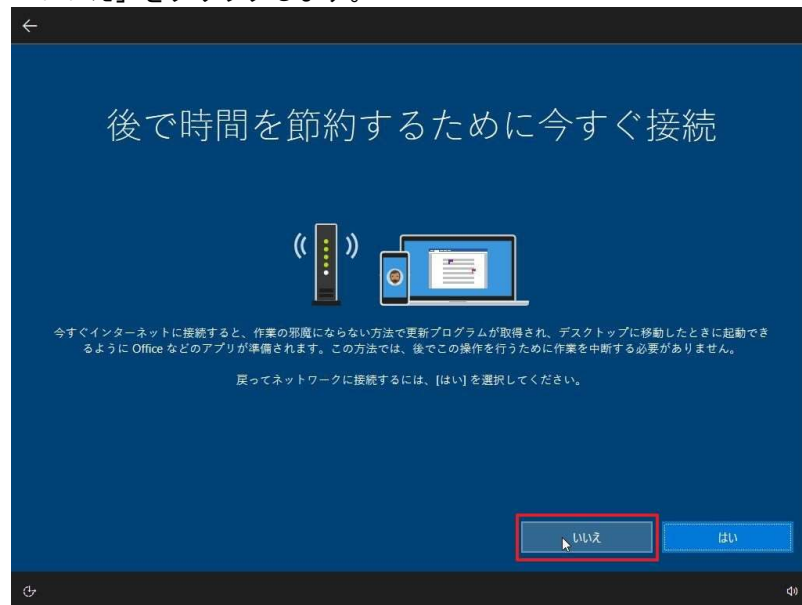 後で時間を節約するために今すぐ接続
今すぐインターネットに接続すると、作業の邪魔にならない方法で更新プログラムが取得され、デスクトップに移動したときに起動でき
るように Office などのアプリが準備されます。この方法では、後でこの操作を行うために作業を中断する必要がありません。
戻ってネットワークに接続するには、[はい] を選択してください。
いいえ
はい